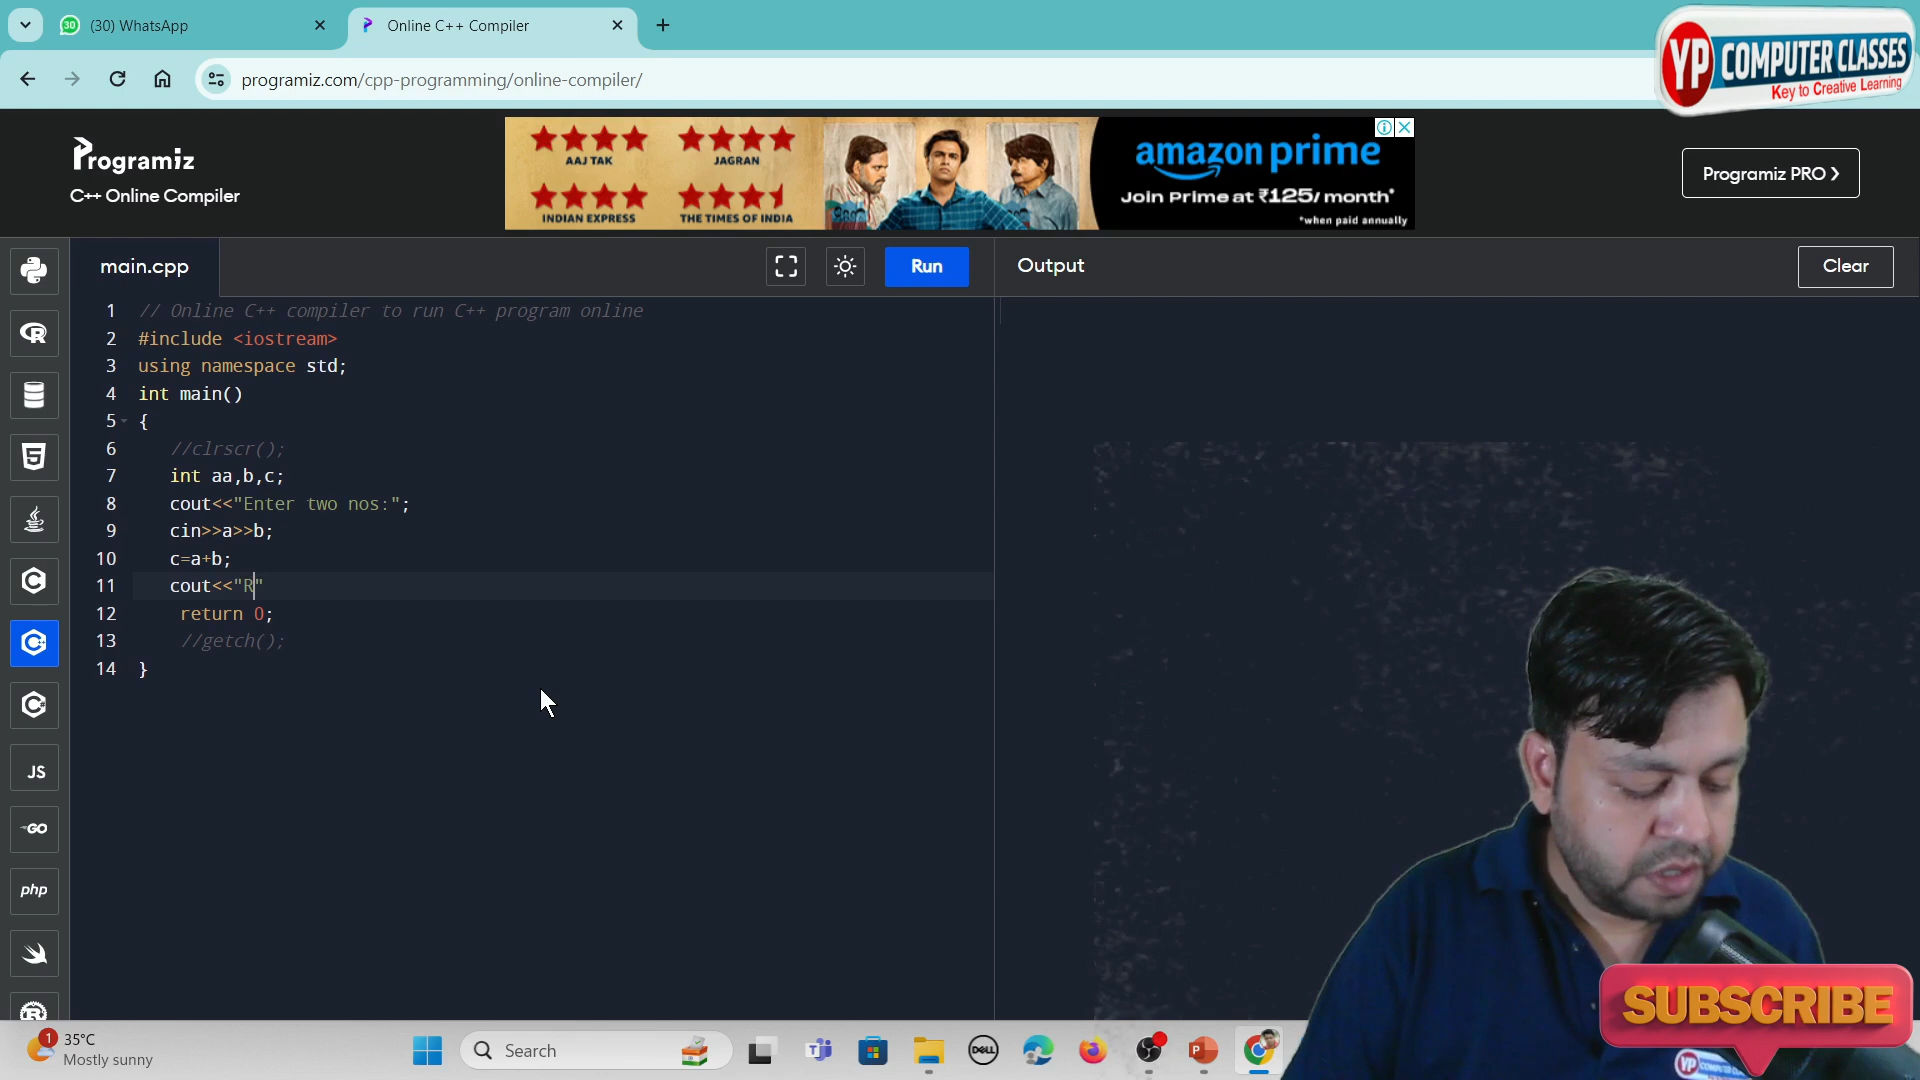 (30) WhatsApp
Online C++ Compiler
programiz.com/cpp-programming/online-compiler/
YP COMPUTER CLASSES
Key to Creative Learning
Programiz
C++ Online Compiler
AAJ TAK
JAGRAN
INDIAN EXPRESS
THE TIMES OF INDIA
amazon prime
Join Prime at ₹125/ month*
*when paid annually
Programiz PRO ❯
main.cpp
Run
Output
Clear
1 // Online C++ compiler to run C++ program online
2 #include <iostream>
3 using namespace std;
4 int main()
5 {
6 //clrscr();
7 int aa,b,c;
8 cout<<"Enter two nos:";
9 cin>>a>>b;
10 c=a+b;
11 cout<<"R"
12 return 0;
13 //getch();
14 }
JS
GO
php
SUBSCRIBE
1
35°C
Mostly sunny
Search
DELL
YP